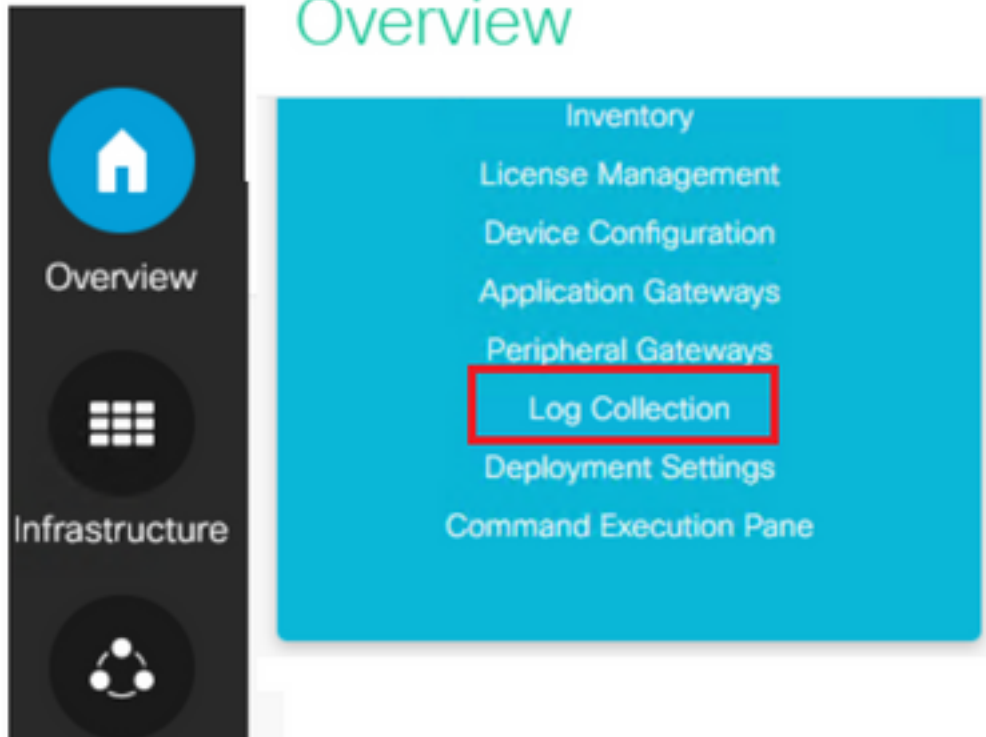 Overview
Overview
Infrastructure
Inventory
License Management
Device Configuration
Application Gateways
Peripheral Gateways
Log Collection
Deployment Settings
Command Execution Pane